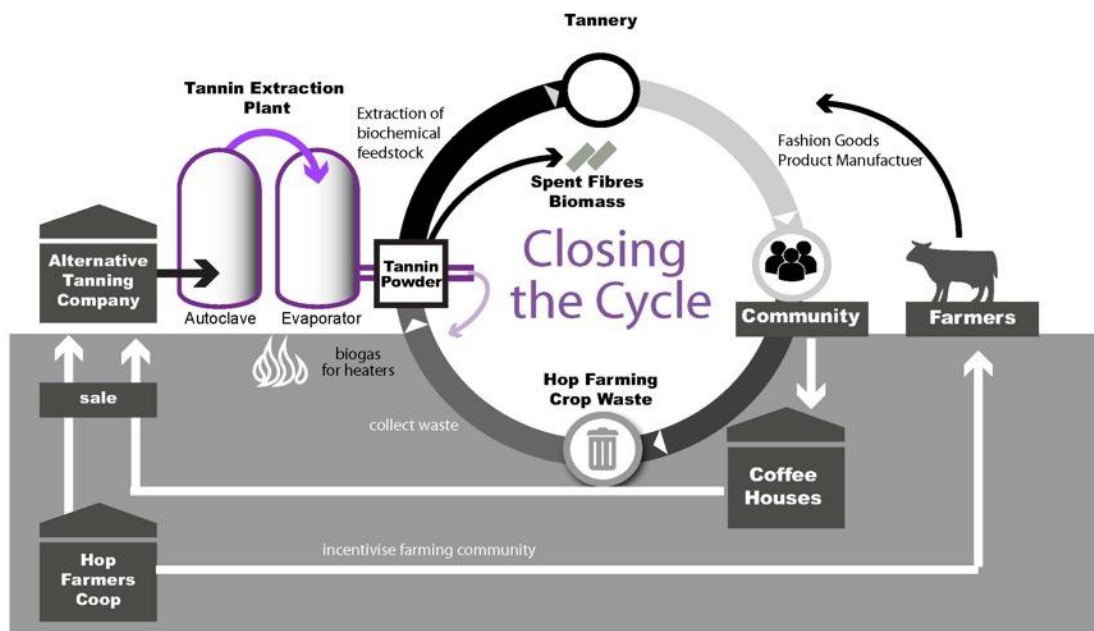 Tannery
Tannin Extraction
Plant
Extraction of
biochemical
feedstock
Fashion Goods
Product Manufactuer
Spent Fibres
Biomass
Closing
the Cycle
Alternative
Tanning
Company
Tannin
Powder
Autoclave
Evaporator
Community
Farmers
biogas
for heaters
Hop Farming
Crop Waste
sale
collect waste
Coffee
Houses
incentivise farming community
Hop
Farmers
Coop